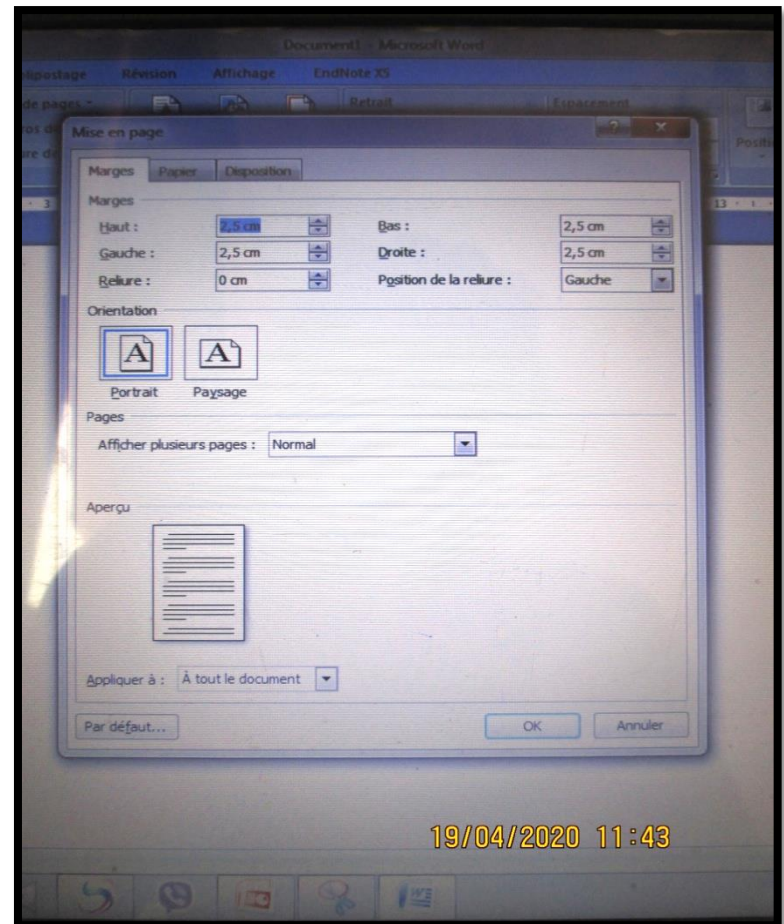 Document1 - Microsoft Word
Révision Affichage EndNote X5
de pages
Retrait
Espacement
Mise en page
Marges Papier Disposition
Marges
Haut : 2,5 cm Bas : 2,5 cm
Gauche : 2,5 cm Droite : 2,5 cm
Reliure : 0 cm Position de la reliure : Gauche
Orientation
A A
Portrait Paysage
Pages
Afficher plusieurs pages : Normal
Aperçu
Appliquer à : À tout le document
Par défaut... OK Annuler
19/04/2020 11:43